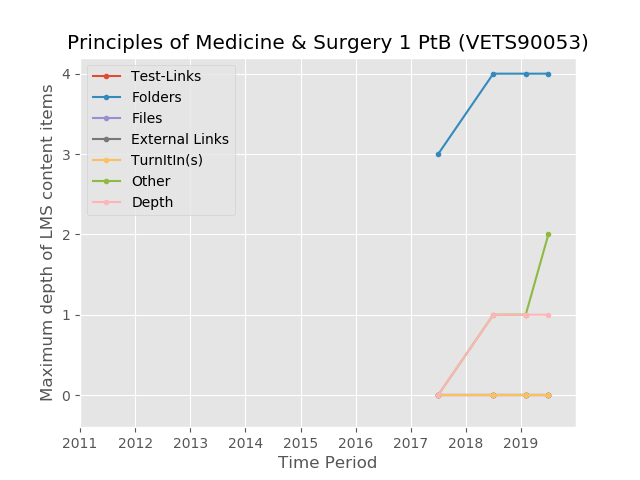 Principles of Medicine & Surgery 1 PtB (VETS90053)
Test-Links
Folders
Files
External Links
TurnItIn(s)
Other
Depth
Maximum depth of LMS content items
4
3
2
1
0
2011 2012 2013 2014 2015 2016 2017 2018 2019
Time Period